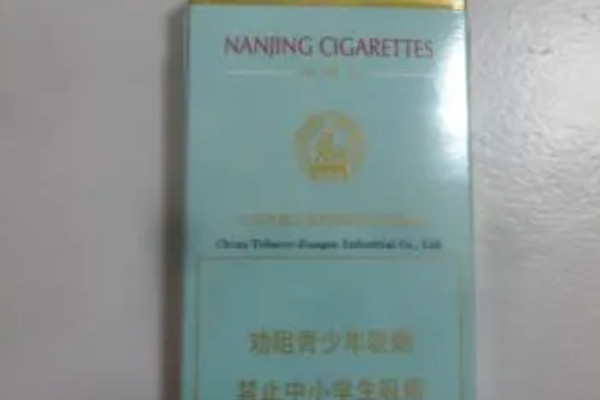 NANJING CIGARETTES
China Tobacco Jiangsu Industrial Co., Ltd.
劝阻青少年吸烟
禁止中小学生吸烟